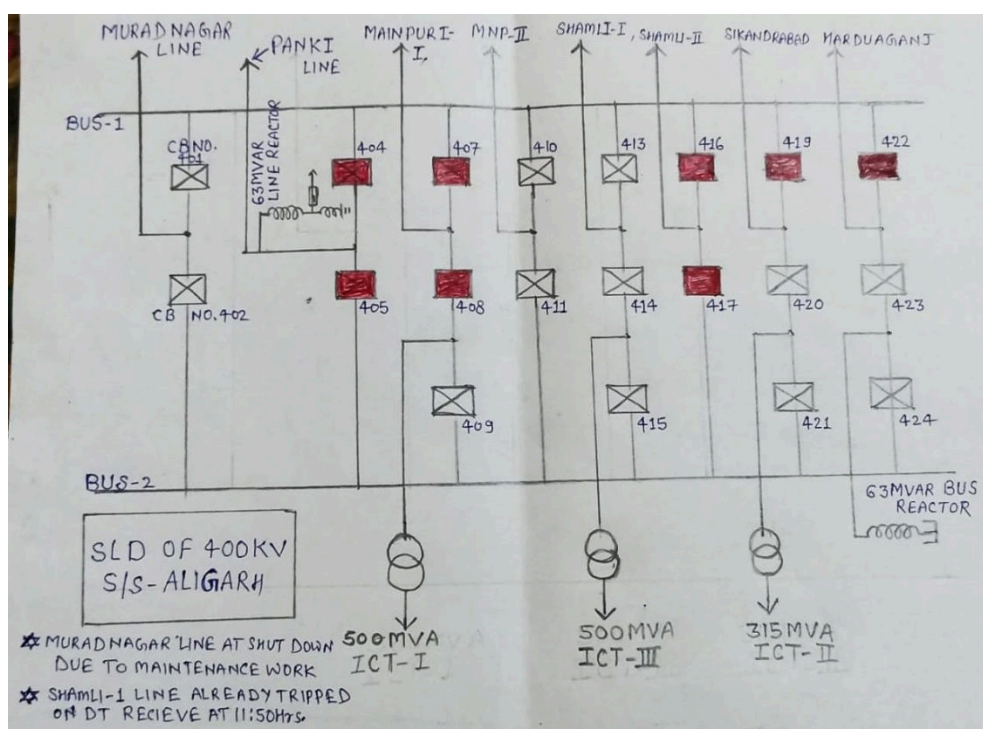 MURADNAGAR
LINE
PANKI
LINE
MAINPURI-
I,
MNP-II
SHAMLI-I,
SHAMLI-II
SIKANDRABAD
HARDUAGANJ
BUS-1
CB NO.
401
63MVAR
LINE REACTOR
404
407
410
413
416
419
422
CB NO.402
405
408
411
414
417
420
423
409
415
421
424
BUS-2
63MVAR BUS
REACTOR
SLD OF 400KV
S/S-ALIGARH
500MVA
ICT-I
500MVA
ICT-III
315MVA
ICT-II
MURADNAGAR LINE AT SHUT DOWN
DUE TO MAINTENANCE WORK
SHAMLI-1 LINE ALREADY TRIPPED
ON DT RECIEVE AT 11:50Hrs.